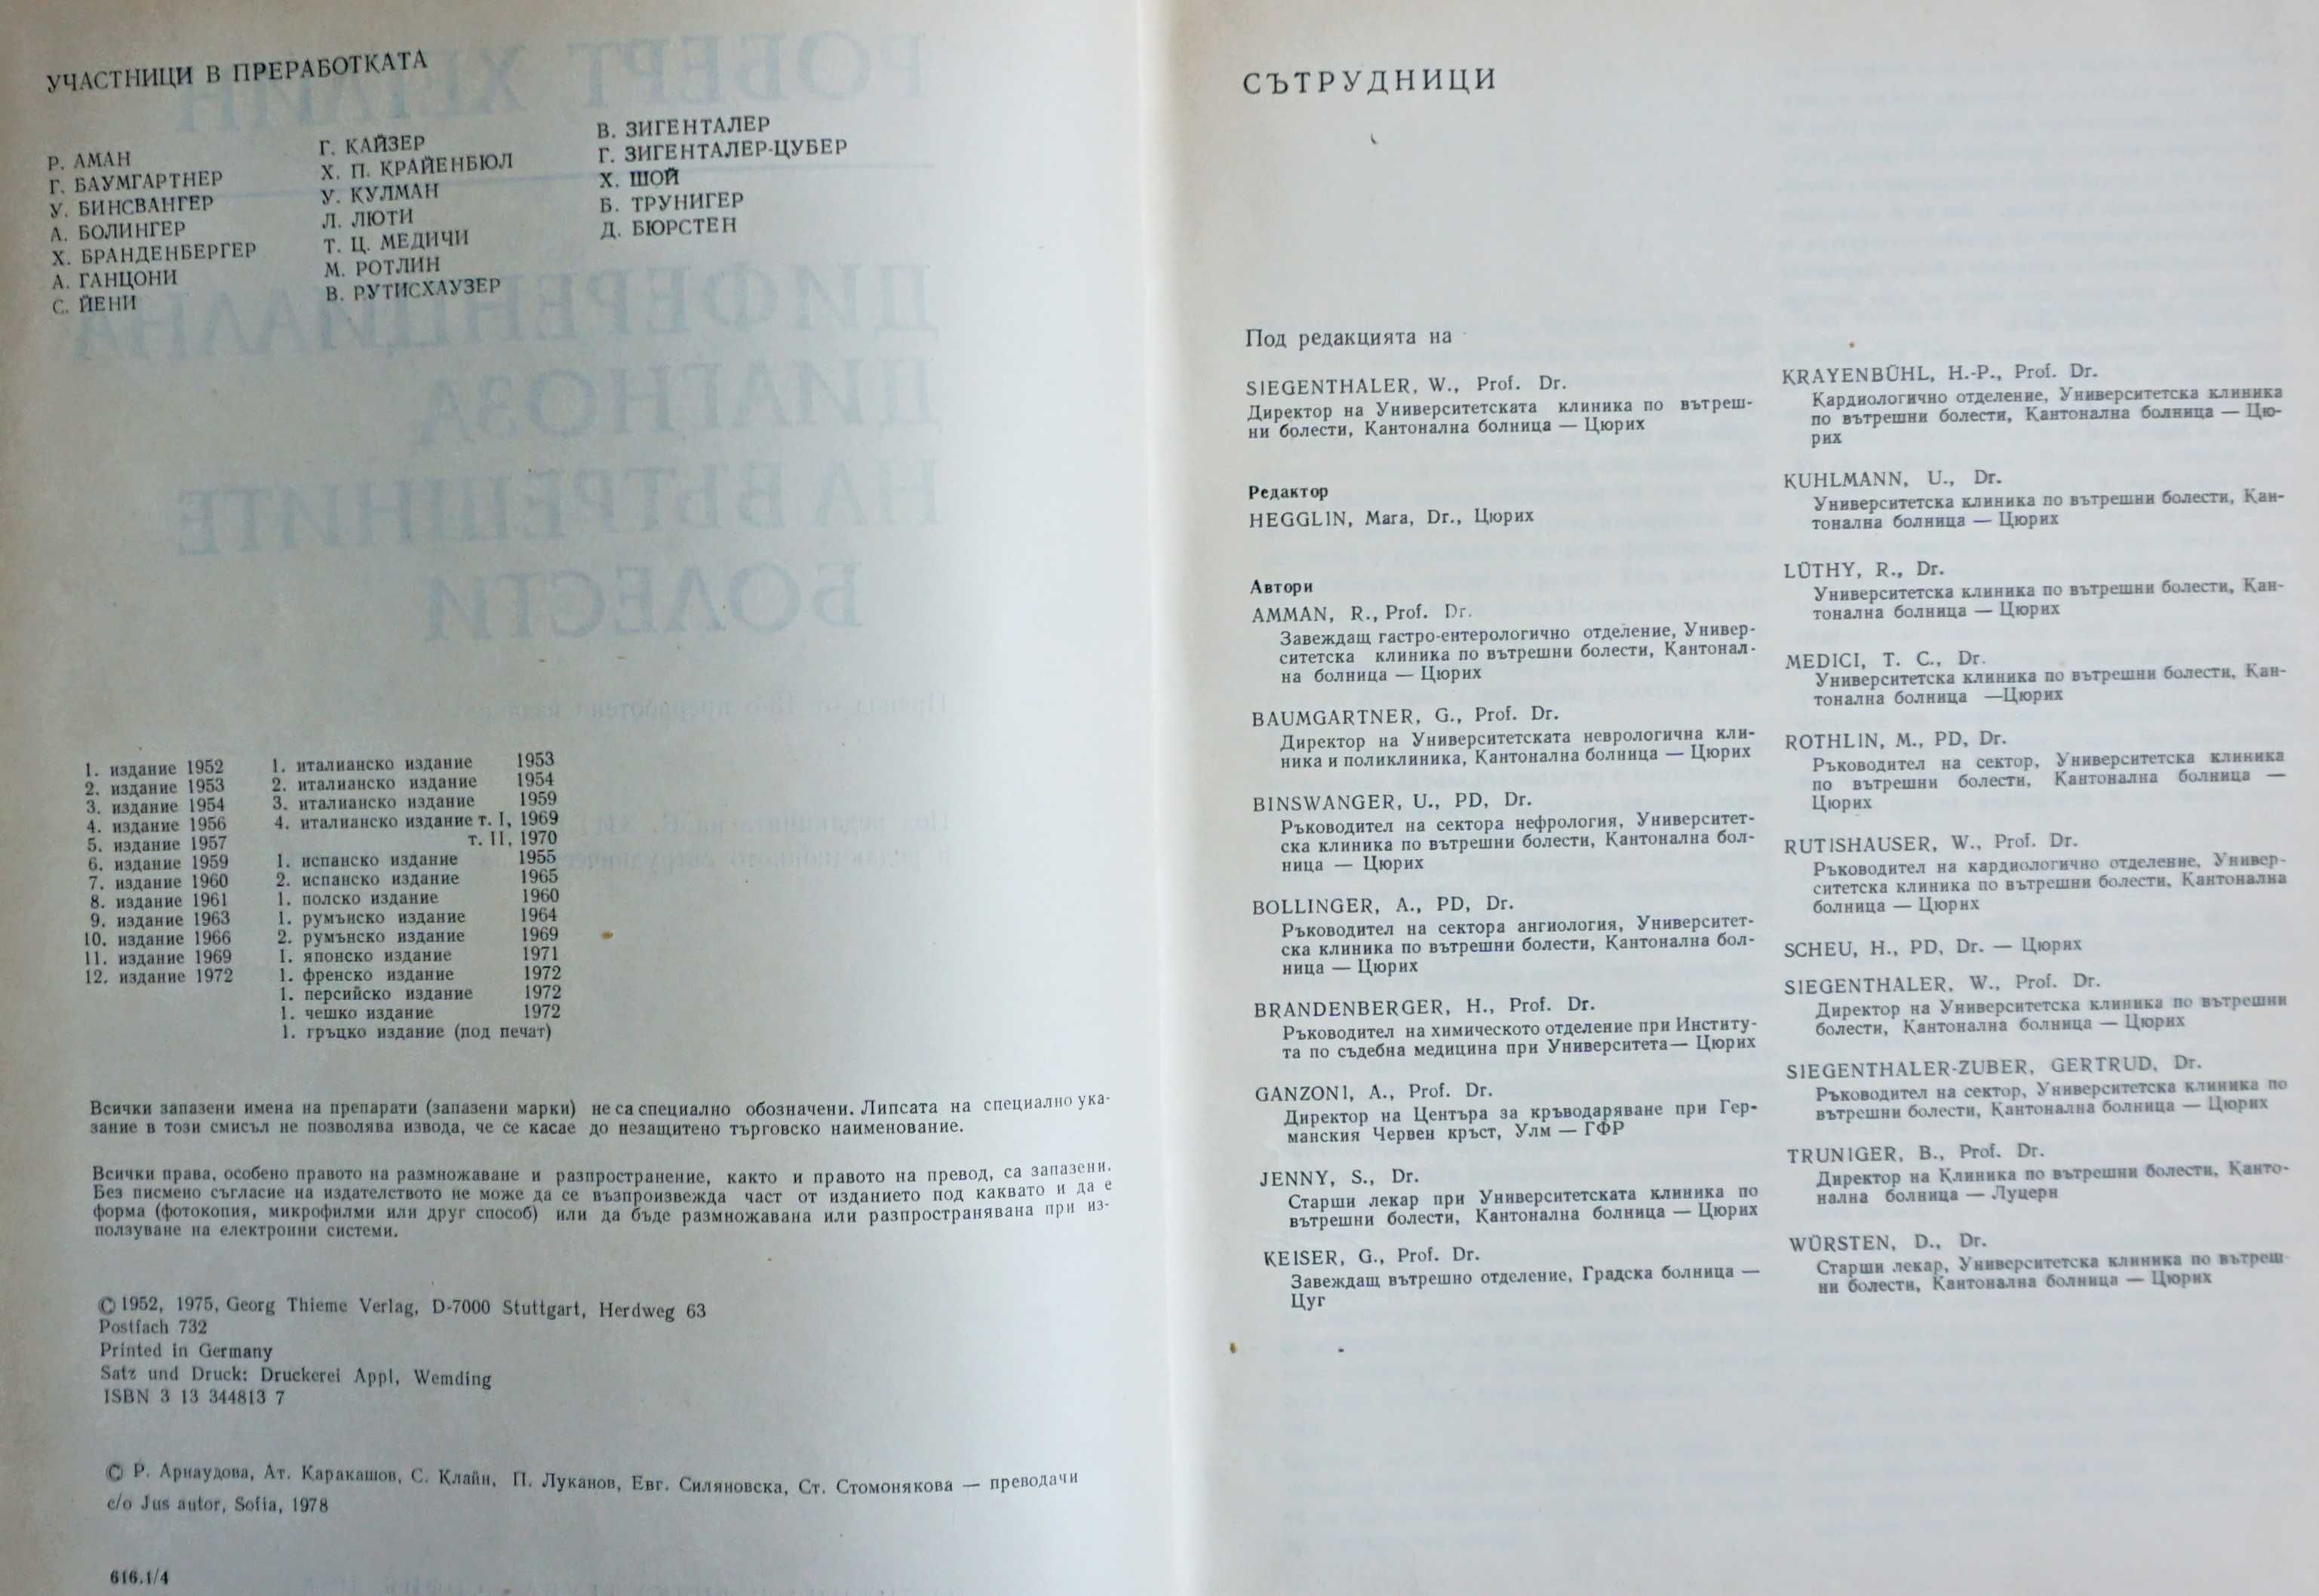 УЧАСТНИЦИ В ПРЕРАБОТКАТА
Р. АМАН
Г. БАУМГАРТНЕР
У. БИНСВАНГЕР
А. БОЛИНГЕР
Х. БРАНДЕНБЕРГЕР
А. ГАНЦОНИ
С. ЙЕНИ
Г. КАЙЗЕР
Х. П. КРАЙЕНБЮЛ
У. КУЛМАН
Л. ЛЮТИ
Т. Ц. МЕДИЧИ
М. РОТЛИН
В. РУТИСХАУЗЕР
В. ЗИГЕНТАЛЕР
Г. ЗИГЕНТАЛЕР-ЦУБЕР
Х. ШОЙ
Б. ТРУНИГЕР
Д. БЮРСТЕН
1. издание 1952
2. издание 1953
3. издание 1954
4. издание 1956
5. издание 1957
6. издание 1959
7. издание 1960
8. издание 1961
9. издание 1963
10. издание 1966
11. издание 1969
12. издание 1972
1. италианско издание 1953
2. италианско издание 1954
3. италианско издание 1959
4. италианско издание т. I, 1969
т. II, 1970
1. испанско издание 1955
2. испанско издание 1965
1. полско издание 1960
1. румънско издание 1964
2. румънско издание 1969
1. японско издание 1971
1. френско издание 1972
1. персийско издание 1972
1. чешко издание 1972
1. гръцко издание (под печат)
Всички запазени имена на препарати (запазени марки) не са специално обозначени. Липсата на специално ука-
зание в този смисъл не позволява извода, че се касае до незащитено търговско наименование.
Всички права, особено правото на размножаване и разпространение, както и правото на превод, са запазени.
Без писмено съгласие на издателството не може да се възпроизвежда част от изданието под каквато и да е
форма (фотокопия, микрофилми или друг способ) или да бъде размножавана или разпространявана при из-
ползуване на електронни системи.
© 1952, 1975, Georg Thieme Verlag, D-7000 Stuttgart, Herdweg 63
Postfach 732
Printed in Germany
Satz und Druck: Druckerei Appl, Wemding
ISBN 3 13 344813 7
© Р. Арнаудова, Ат. Каракашов, С. Клайн, П. Луканов, Евг. Силяновска, Ст. Стомонякова — преводачи
c/o Jus autor, Sofia, 1978
616.1/4
СЪТРУДНИЦИ
Под редакцията на
SIEGENTHALER, W., Prof. Dr.
Директор на Университетската клиника по вътреш-
ни болести, Кантонална болница — Цюрих
Редактор
HEGGLIN, Mara, Dr., Цюрих
Автори
AMMAN, R., Prof. Dr.
Завеждащ гастро-ентерологично отделение, Универ-
ситетска клиника по вътрешни болести, Кантонал-
на болница — Цюрих
BAUMGARTNER, G., Prof. Dr.
Директор на Университетската неврологична кли-
ника и поликлиника, Кантонална болница — Цюрих
BINSWANGER, U., PD, Dr.
Ръководител на сектора нефрология, Университет-
ска клиника по вътрешни болести, Кантонална бол-
ница — Цюрих
BOLLINGER, A., PD, Dr.
Ръководител на сектора ангиология, Университет-
ска клиника по вътрешни болести, Кантонална бол-
ница — Цюрих
BRANDENBERGER, H., Prof. Dr.
Ръководител на химическото отделение при Институ-
та по съдебна медицина при Университета— Цюрих
GANZONI, A., Prof. Dr.
Директор на Центъра за кръводаряване при Гер-
манския Червен кръст, Улм — ГФР
JENNY, S., Dr.
Старши лекар при Университетската клиника по
вътрешни болести, Кантонална болница — Цюрих
KEISER, G., Prof. Dr.
Завеждащ вътрешно отделение, Градска болница —
Цуг
KRAYENBÜHL, H.-P., Prof. Dr.
Кардиологично отделение, Университетска клиника
по вътрешни болести, Кантонална болница — Цю-
рих
KUHLMANN, U., Dr.
Университетска клиника по вътрешни болести, Кан-
тонална болница — Цюрих
LÜTHY, R., Dr.
Университетска клиника по вътрешни болести, Кан-
тонална болница — Цюрих
MEDICI, T. C., Dr.
Университетска клиника по вътрешни болести, Кан-
тонална болница —Цюрих
ROTHLIN, M., PD, Dr.
Ръководител на сектор, Университетска клиника
по вътрешни болести, Кантонална болница —
Цюрих
RUTISHAUSER, W., Prof. Dr.
Ръководител на кардиологично отделение, Универ-
ситетска клиника по вътрешни болести, Кантонална
болница — Цюрих
SCHEU, H., PD, Dr. — Цюрих
SIEGENTHALER, W., Prof. Dr.
Директор на Университетска клиника по вътрешни
болести, Кантонална болница — Цюрих
SIEGENTHALER-ZUBER, GERTRUD, Dr.
Ръководител на сектор, Университетска клиника по
вътрешни болести, Кантонална болница — Цюрих
TRUNIGER, B., Prof. Dr.
Директор на Клиника по вътрешни болести, Канто-
нална болница — Луцерн
WÜRSTEN, D., Dr.
Старши лекар, Университетска клиника по вътреш-
ни болести, Кантонална болница — Цюрих